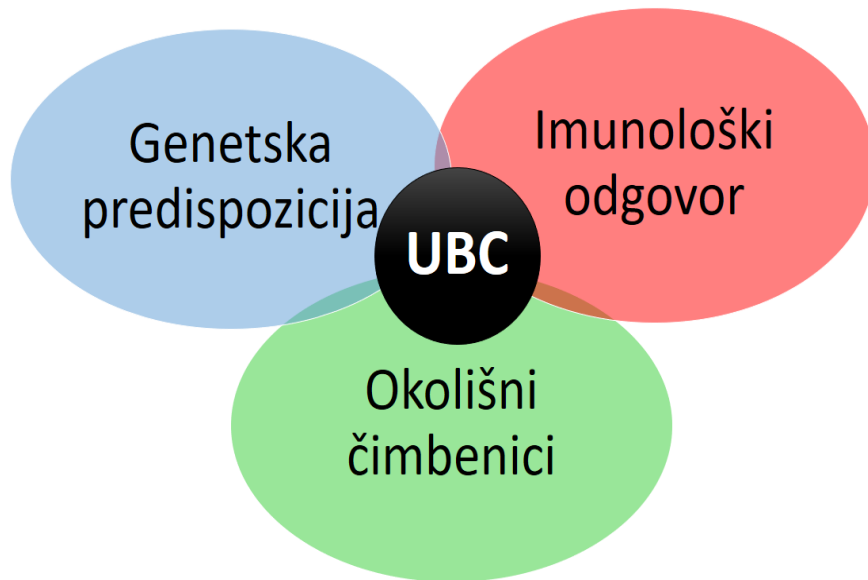 Genetska
predispozicija
Imunološki
odgovor
UBC
Okolišni
čimbenici